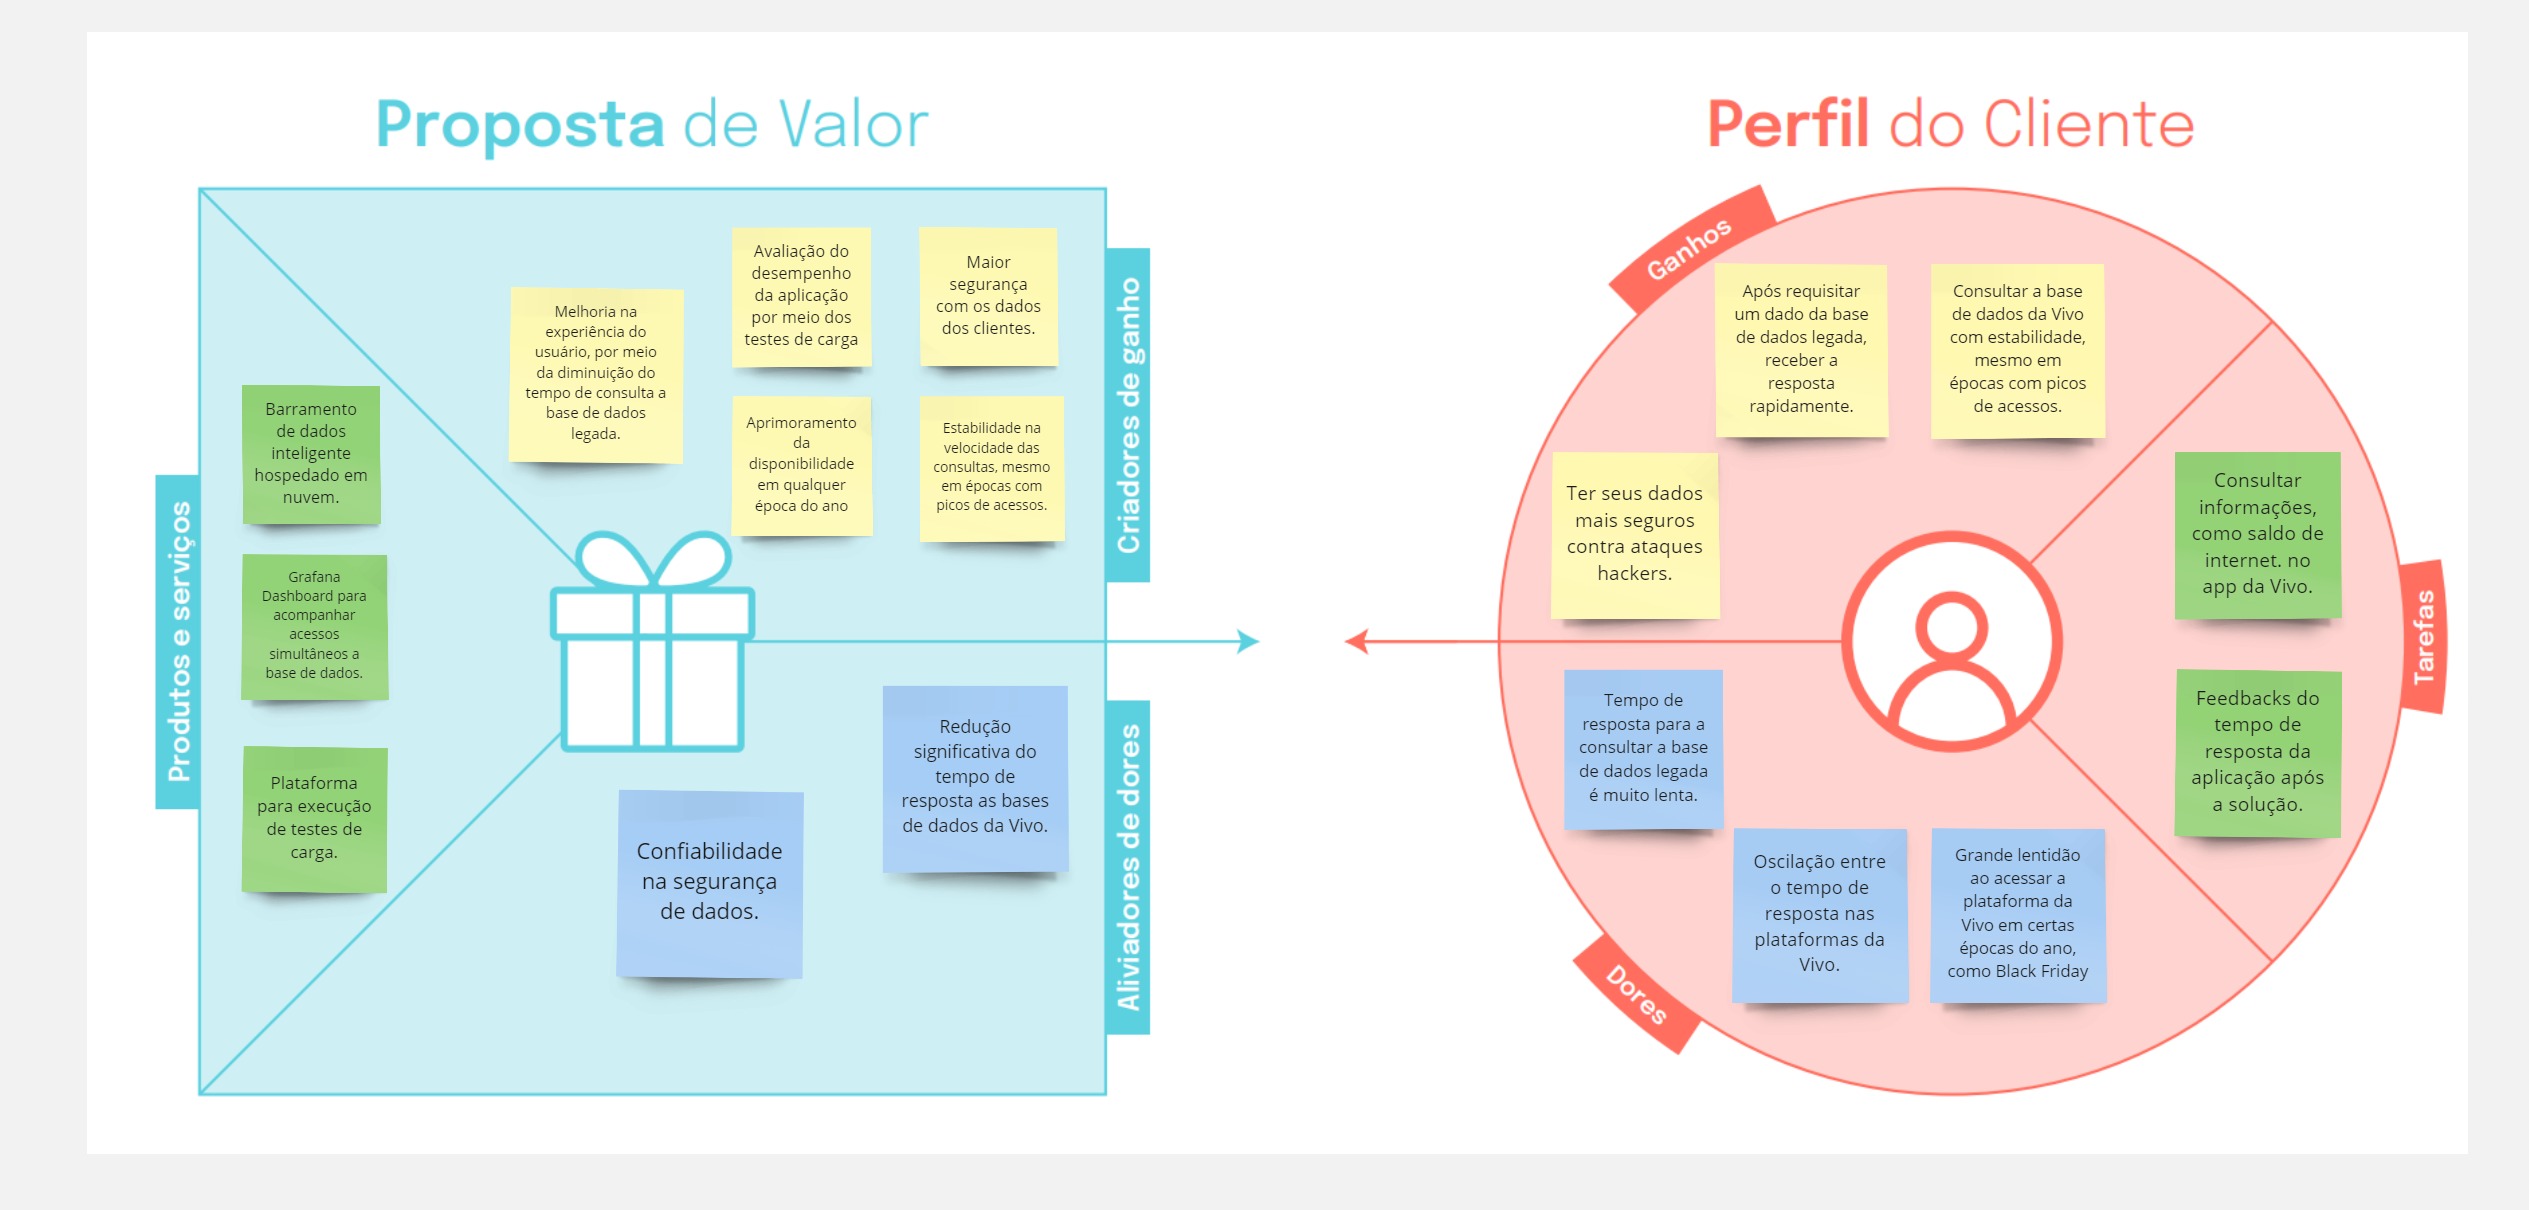 Proposta de Valor
Produtos e serviços
Barramento
de dados
inteligente
hospedado em
nuvem.
Grafana
Dashboard para
acompanhar
acessos
simultâneos a
base de dados.
Plataforma
para execução
de testes de
carga.
Criadores de ganho
Melhoria na
experiência do
usuário, por meio
da diminuição do
tempo de consulta a
base de dados
legada.
Avaliação do
desempenho
da aplicação
por meio dos
testes de carga
Maior
segurança
com os dados
dos clientes.
Aprimoramento
da
disponibilidade
em qualquer
época do ano
Estabilidade na
velocidade das
consultas, mesmo
em épocas com
picos de acessos.
Aliviadores de dores
Confiabilidade
na segurança
de dados.
Redução
significativa do
tempo de
resposta as bases
de dados da Vivo.
Perfil do Cliente
Ganhos
Após requisitar
um dado da base
de dados legada,
receber a
resposta
rapidamente.
Consultar a base
de dados da Vivo
com estabilidade,
mesmo em
épocas com picos
de acessos.
Ter seus dados
mais seguros
contra ataques
hackers.
Tarefas
Consultar
informações,
como saldo de
internet. no
app da Vivo.
Feedbacks do
tempo de
resposta da
aplicação após
a solução.
Dores
Tempo de
resposta para a
consultar a base
de dados legada
é muito lenta.
Oscilação entre
o tempo de
resposta nas
plataformas da
Vivo.
Grande lentidão
ao acessar a
plataforma da
Vivo em certas
épocas do ano,
como Black Friday